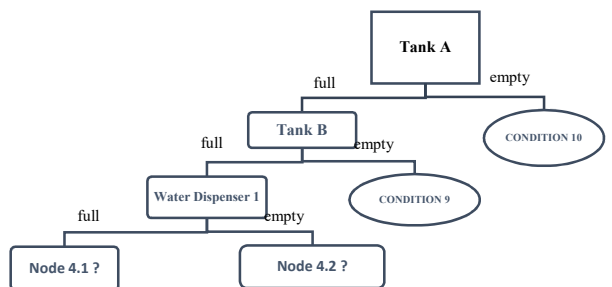 Tank A
full
empty
Tank B
CONDITION 10
full
empty
Water Dispenser 1
CONDITION 9
full
empty
Node 4.1 ?
Node 4.2 ?